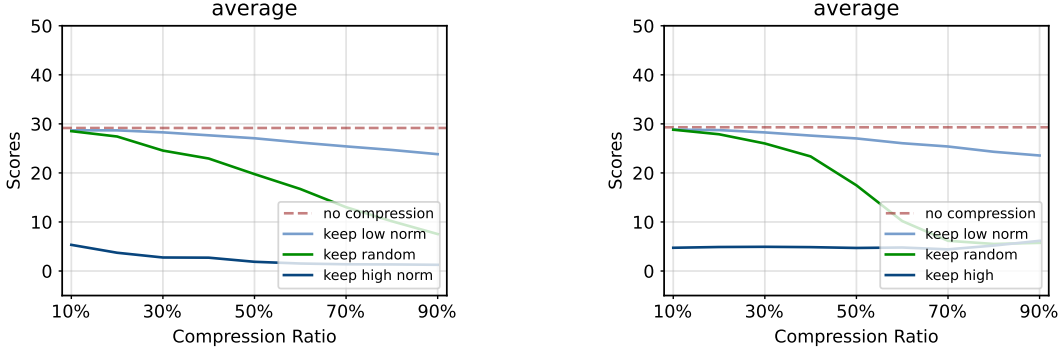 average
50
40
30
20
10
0
Scores
no compression
keep low norm
keep random
keep high norm
10% 30% 50% 70% 90%
Compression Ratio
average
50
40
30
20
10
0
Scores
no compression
keep low norm
keep random
keep high
10% 30% 50% 70% 90%
Compression Ratio